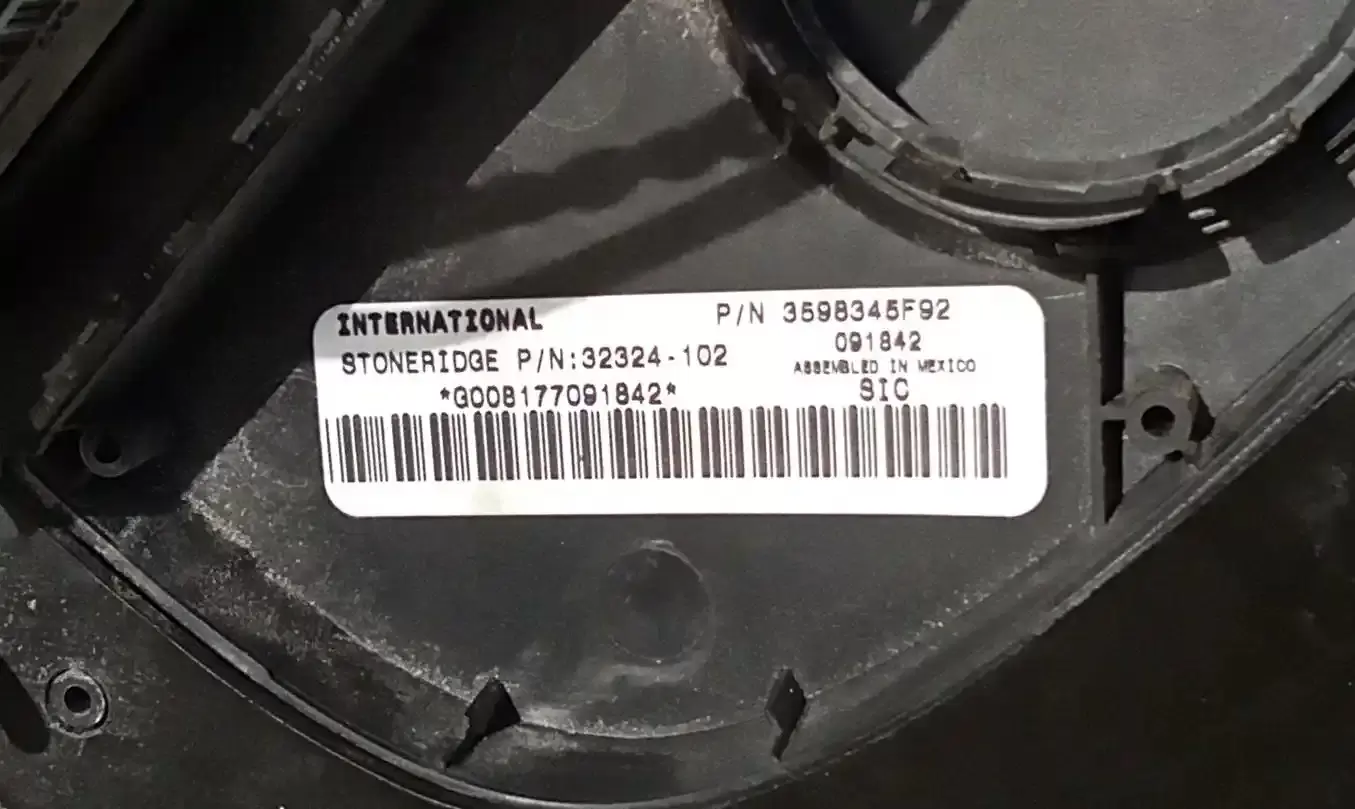 INTERNATIONAL P/N 3598345F92
091842
STONERIDGE P/N:32324-102
ASSEMBLED IN MEXICO
*G008177091842* SIC